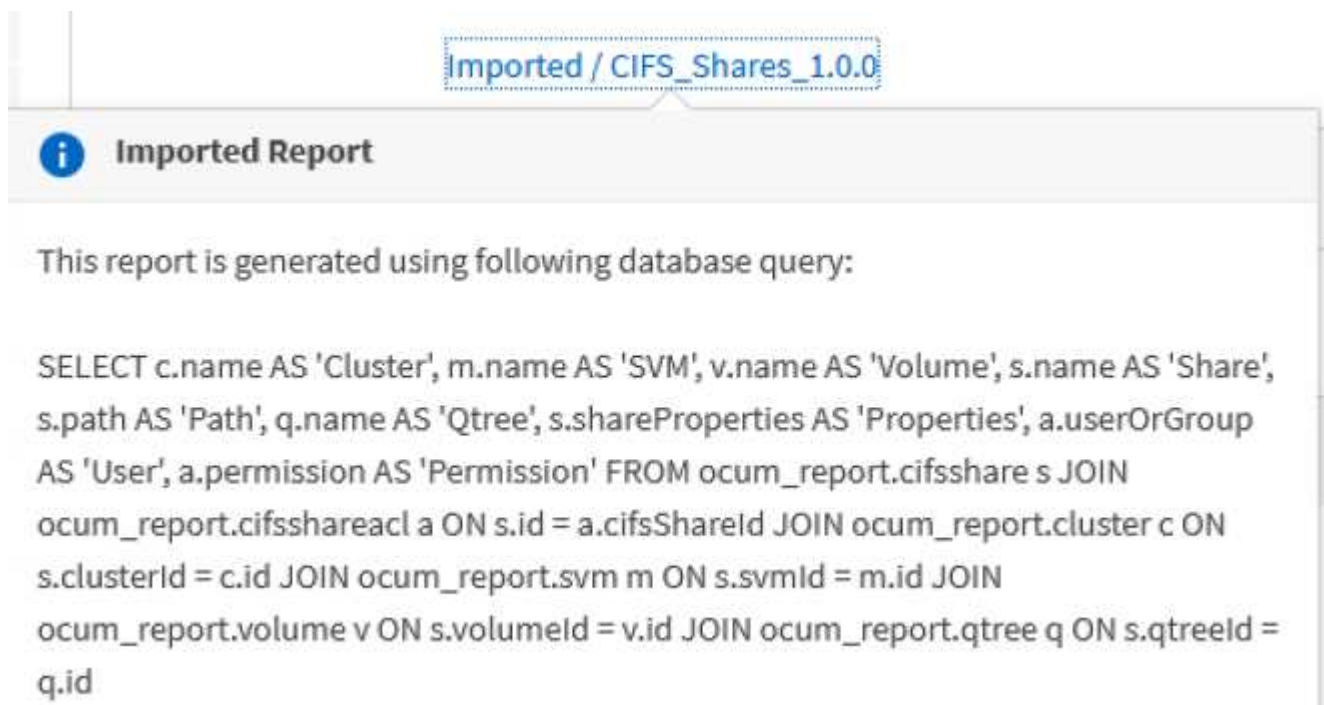 Imported / CIFS_Shares_1.0.0
Imported Report
This report is generated using following database query:
SELECT c.name AS 'Cluster', m.name AS 'SVM', v.name AS 'Volume', s.name AS 'Share',
s.path AS 'Path', q.name AS 'Qtree', s.shareProperties AS 'Properties', a.userOrGroup
AS 'User', a.permission AS 'Permission' FROM ocum_report.cifsshare s JOIN
ocum_report.cifsshareacl a ON s.id = a.cifsShareId JOIN ocum_report.cluster c ON
s.clusterId = c.id JOIN ocum_report.svm m ON s.svmId = m.id JOIN
ocum_report.volume v ON s.volumeId = v.id JOIN ocum_report.qtree q ON s.qtreeId =
q.id